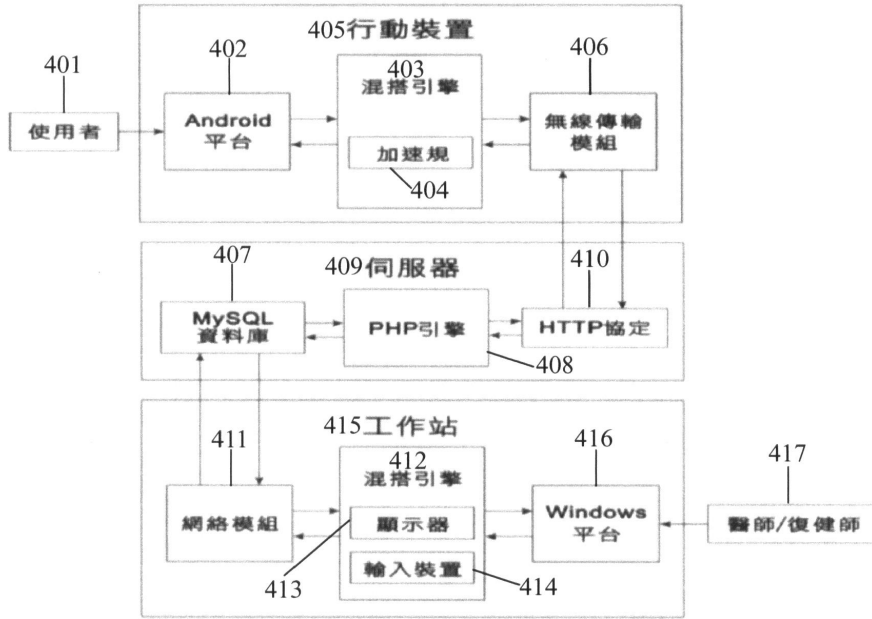 405行動裝置
401
402
403
406
使用者
Android
平台
混搭引擎
加速規
404
無線傳輸
模組
407
409伺服器
410
MySQL
資料庫
PHP引擎
408
HTTP協定
411
415工作站
412
416
417
網絡模組
混搭引擎
顯示器
413
輸入裝置
414
Windows
平台
醫師/復健師